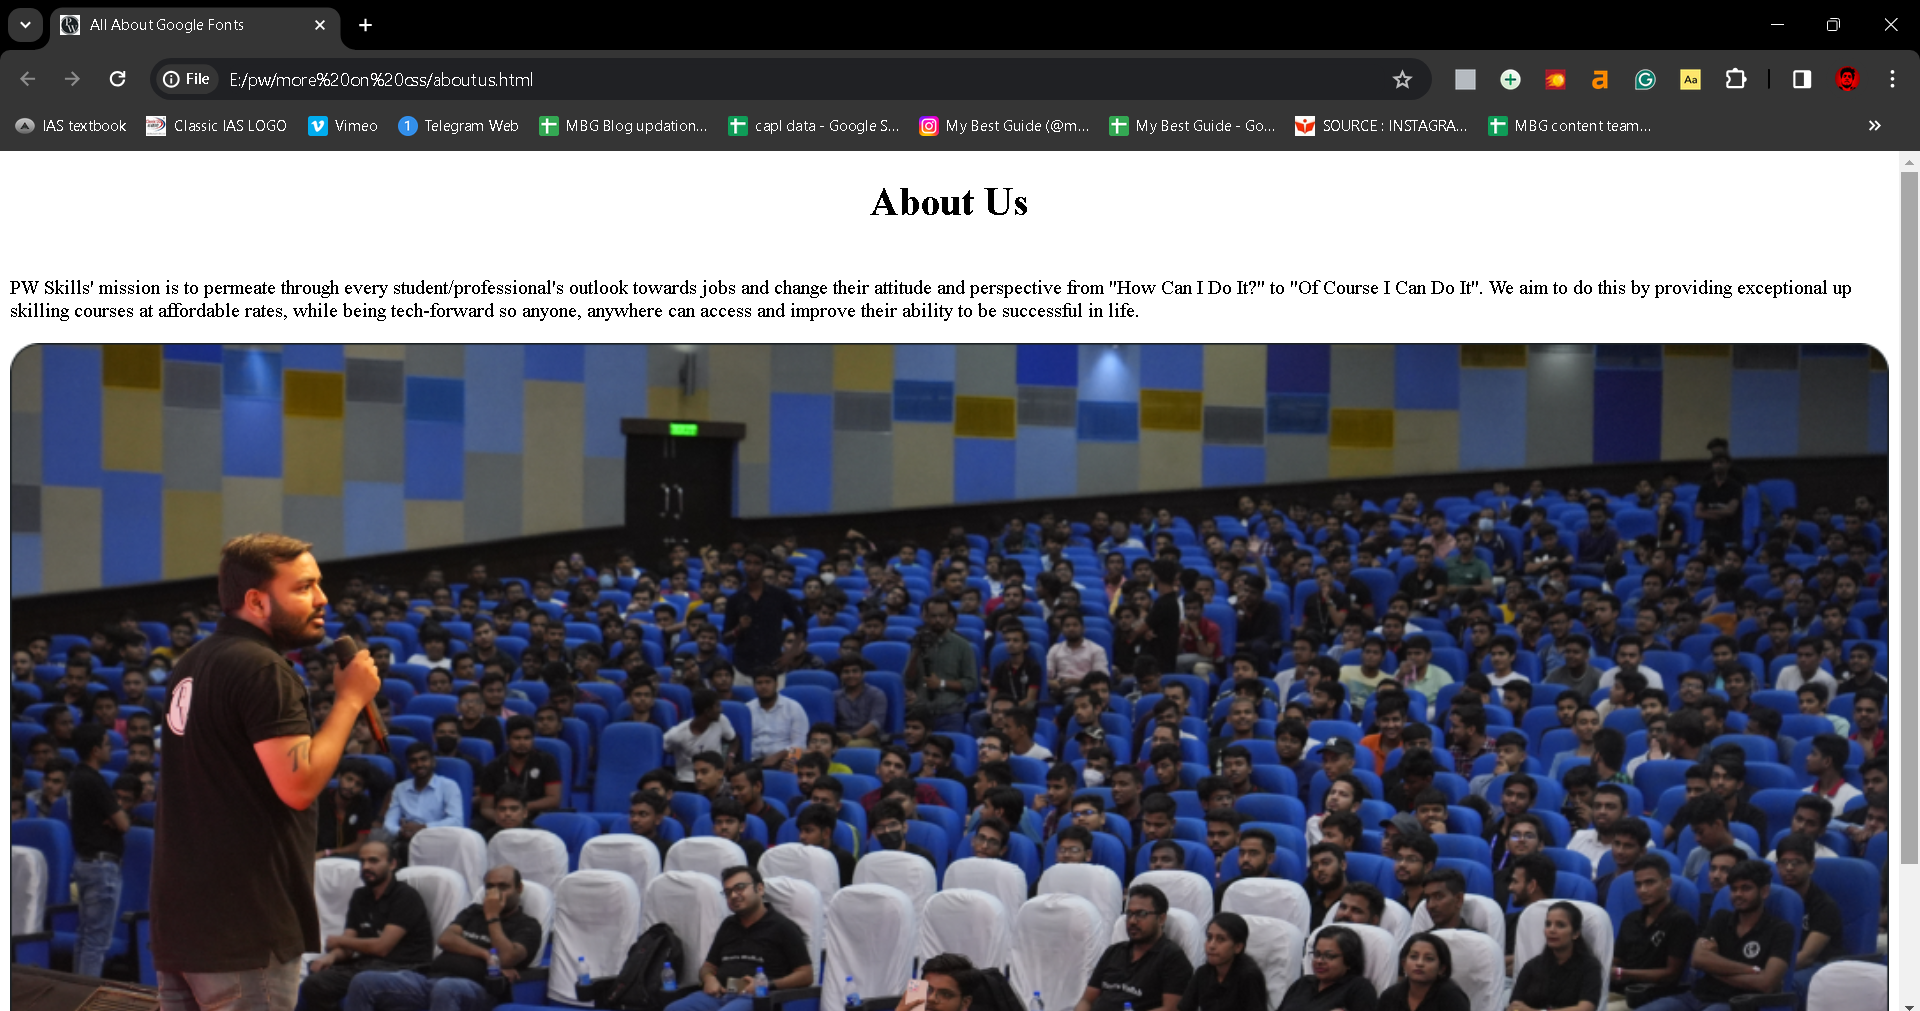 All About Google Fonts
File
E:/pw/more%20on%20css/aboutus.html
Aa
IAS textbook
Classic IAS LOGO
Vimeo
1
Telegram Web
MBG Blog updation...
capl data - Google S...
My Best Guide (@m...
My Best Guide - Go...
SOURCE : INSTAGRA...
MBG content team...
About Us
PW Skills' mission is to permeate through every student/professional's outlook towards jobs and change their attitude and perspective from "How Can I Do It?" to "Of Course I Can Do It". We aim to do this by providing exceptional up
skilling courses at affordable rates, while being tech-forward so anyone, anywhere can access and improve their ability to be successful in life.